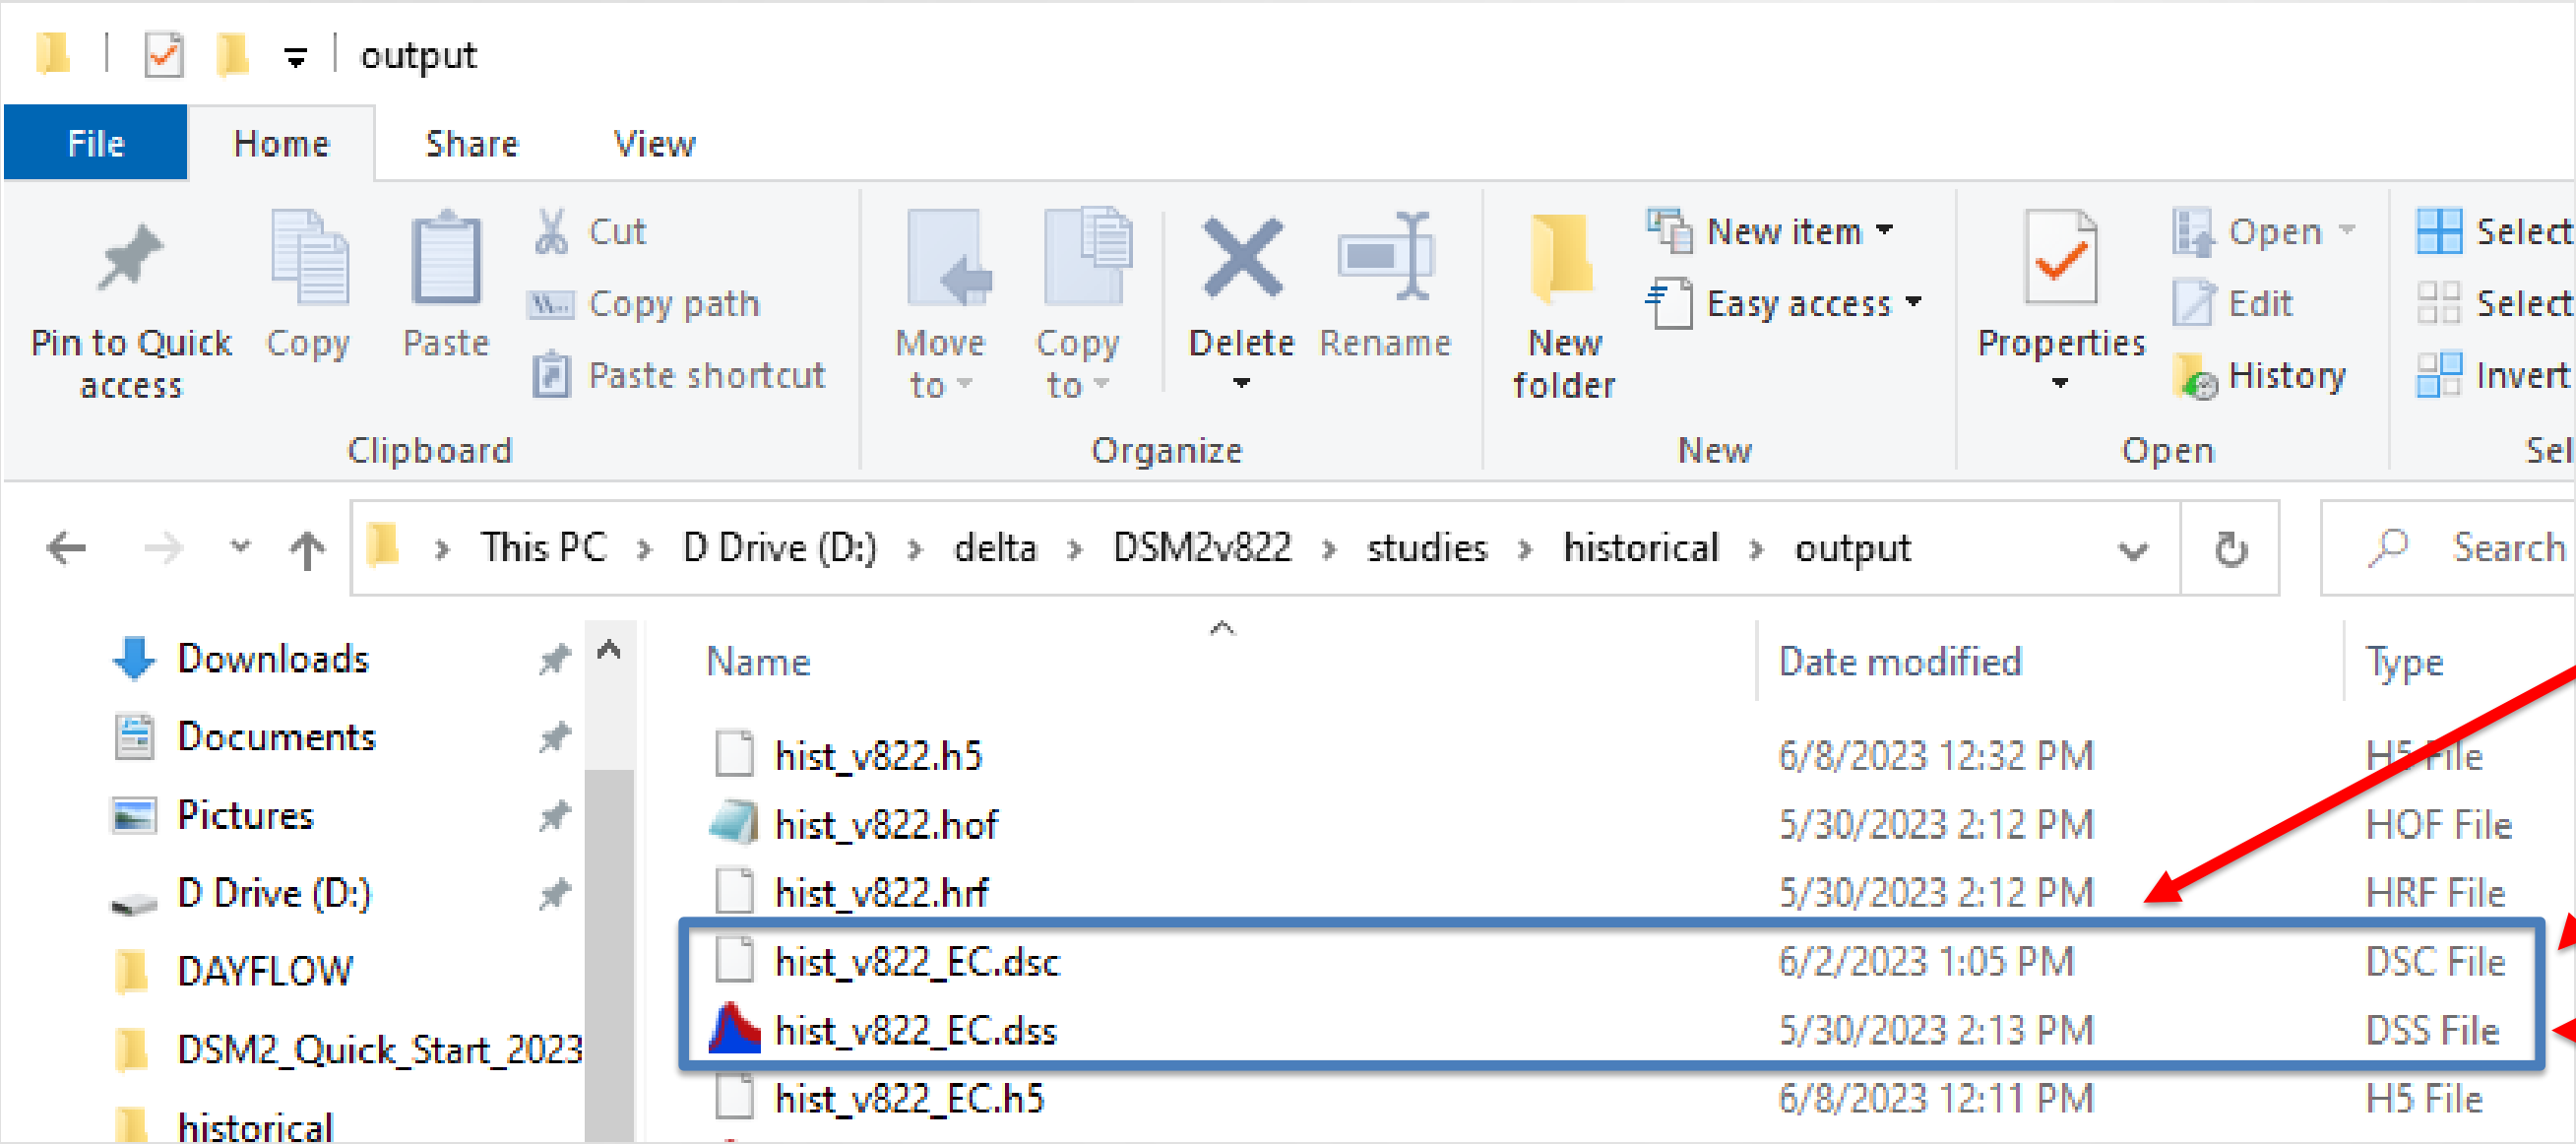 output
File Home Share View
Pin to Quick access
Copy
Paste
Cut
Copy path
Paste shortcut
Clipboard
Move to
Copy to
Delete
Rename
Organize
New folder
New item
Easy access
New
Properties
Open
Edit
History
Open
Select
Select
Invert
Sel
This PC > D Drive (D:) > delta > DSM2v822 > studies > historical > output
Search
Downloads
Documents
Pictures
D Drive (D:)
DAYFLOW
DSM2_Quick_Start_2023
historical
Name Date modified Type
hist_v822.h5 6/8/2023 12:32 PM H5 File
hist_v822.hof 5/30/2023 2:12 PM HOF File
hist_v822.hrf 5/30/2023 2:12 PM HRF File
hist_v822_EC.dsc 6/2/2023 1:05 PM DSC File
hist_v822_EC.dss 5/30/2023 2:13 PM DSS File
hist_v822_EC.h5 6/8/2023 12:11 PM H5 File